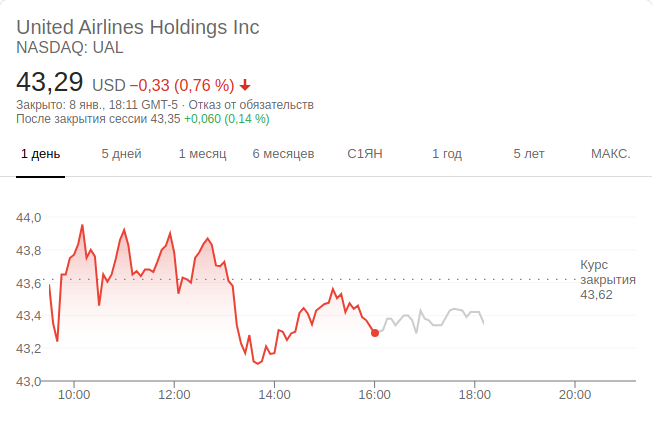 United Airlines Holdings Inc
NASDAQ: UAL
43,29 USD −0,33 (0,76 %)
Закрыто: 8 янв., 18:11 GMT-5 · Отказ от обязательств
После закрытия сессии 43,35 +0,060 (0,14 %)
1 день 5 дней 1 месяц 6 месяцев С1ЯН 1 год 5 лет МАКС.
44,0
43,8
43,6
43,4
43,2
43,0
Курс
закрытия
43,62
10:00 12:00 14:00 16:00 18:00 20:00